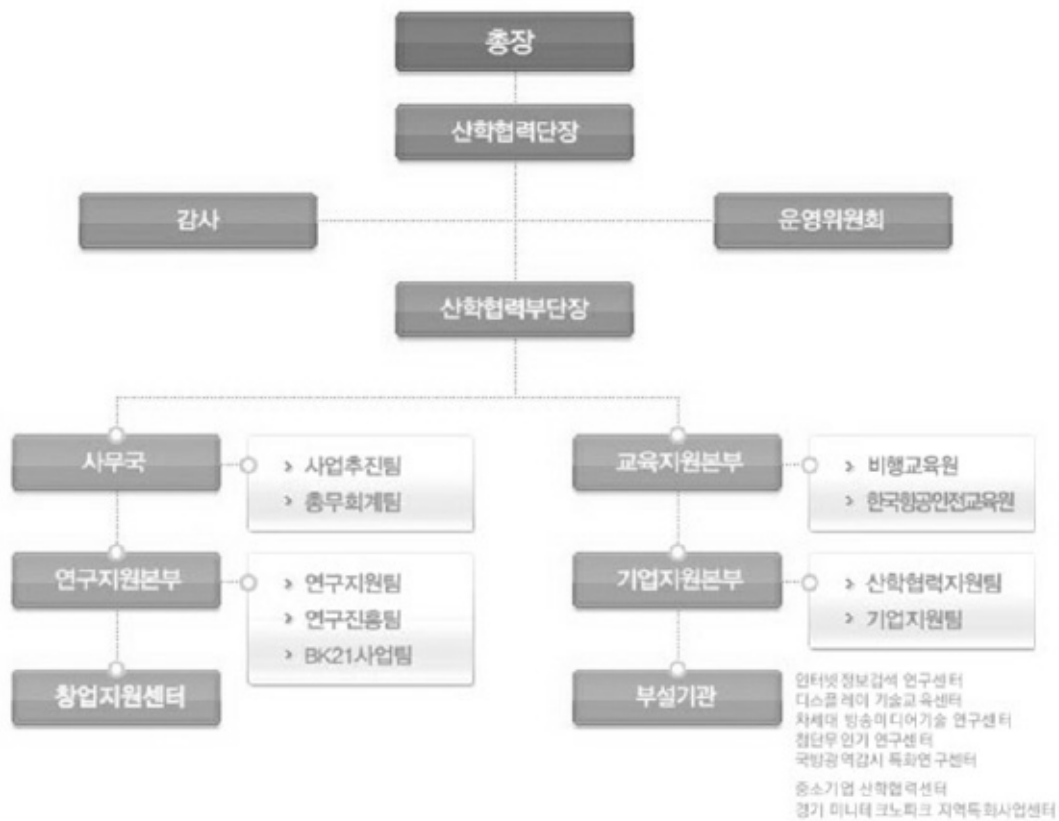 총장
산학협력단장
감사
운영위원회
산학협력부단장
사무국
> 사업추진팀
> 총무회계팀
연구지원본부
> 연구지원팀
> 연구진흥팀
> BK21사업팀
창업지원센터
교육지원본부
> 비행교육원
> 한국항공안전교육원
기업지원본부
> 산학협력지원팀
> 기업지원팀
부설기관
인터넷정보검색 연구센터
디스플레이 기술교육센터
차세대 방송미디어기술 연구센터
첨단무인기 연구센터
국방광역감시 특화연구센터
중소기업 산학협력센터
경기 미니테크노파크 지역특화사업센터